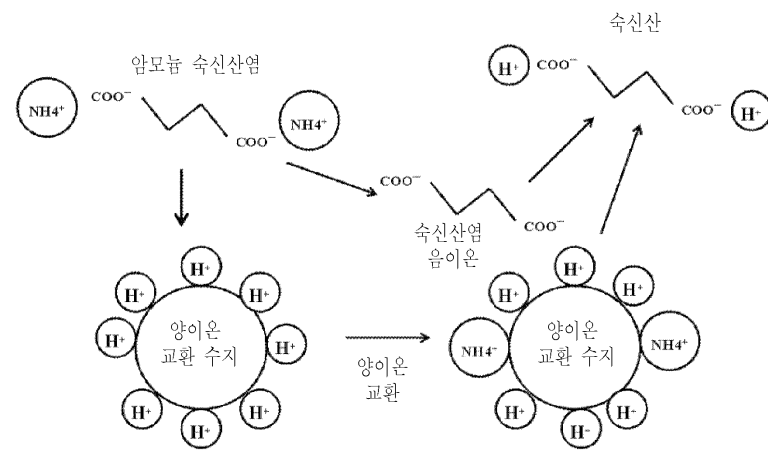 숙신산
암모늄 숙신산염
H⁺ COO⁻
NH4⁺ COO⁻
COO⁻ NH4⁺
COO⁻ H⁺
COO⁻
COO⁻
숙신산염
음이온
H⁺
H⁺
H⁺
H⁺
H⁺
H⁺
H⁺
H⁺
양이온
교환 수지
양이온
교환
H⁺
H⁺
H⁺
NH4⁻
NH4⁺
양이온
교환 수지
H⁺
H⁻
H⁺